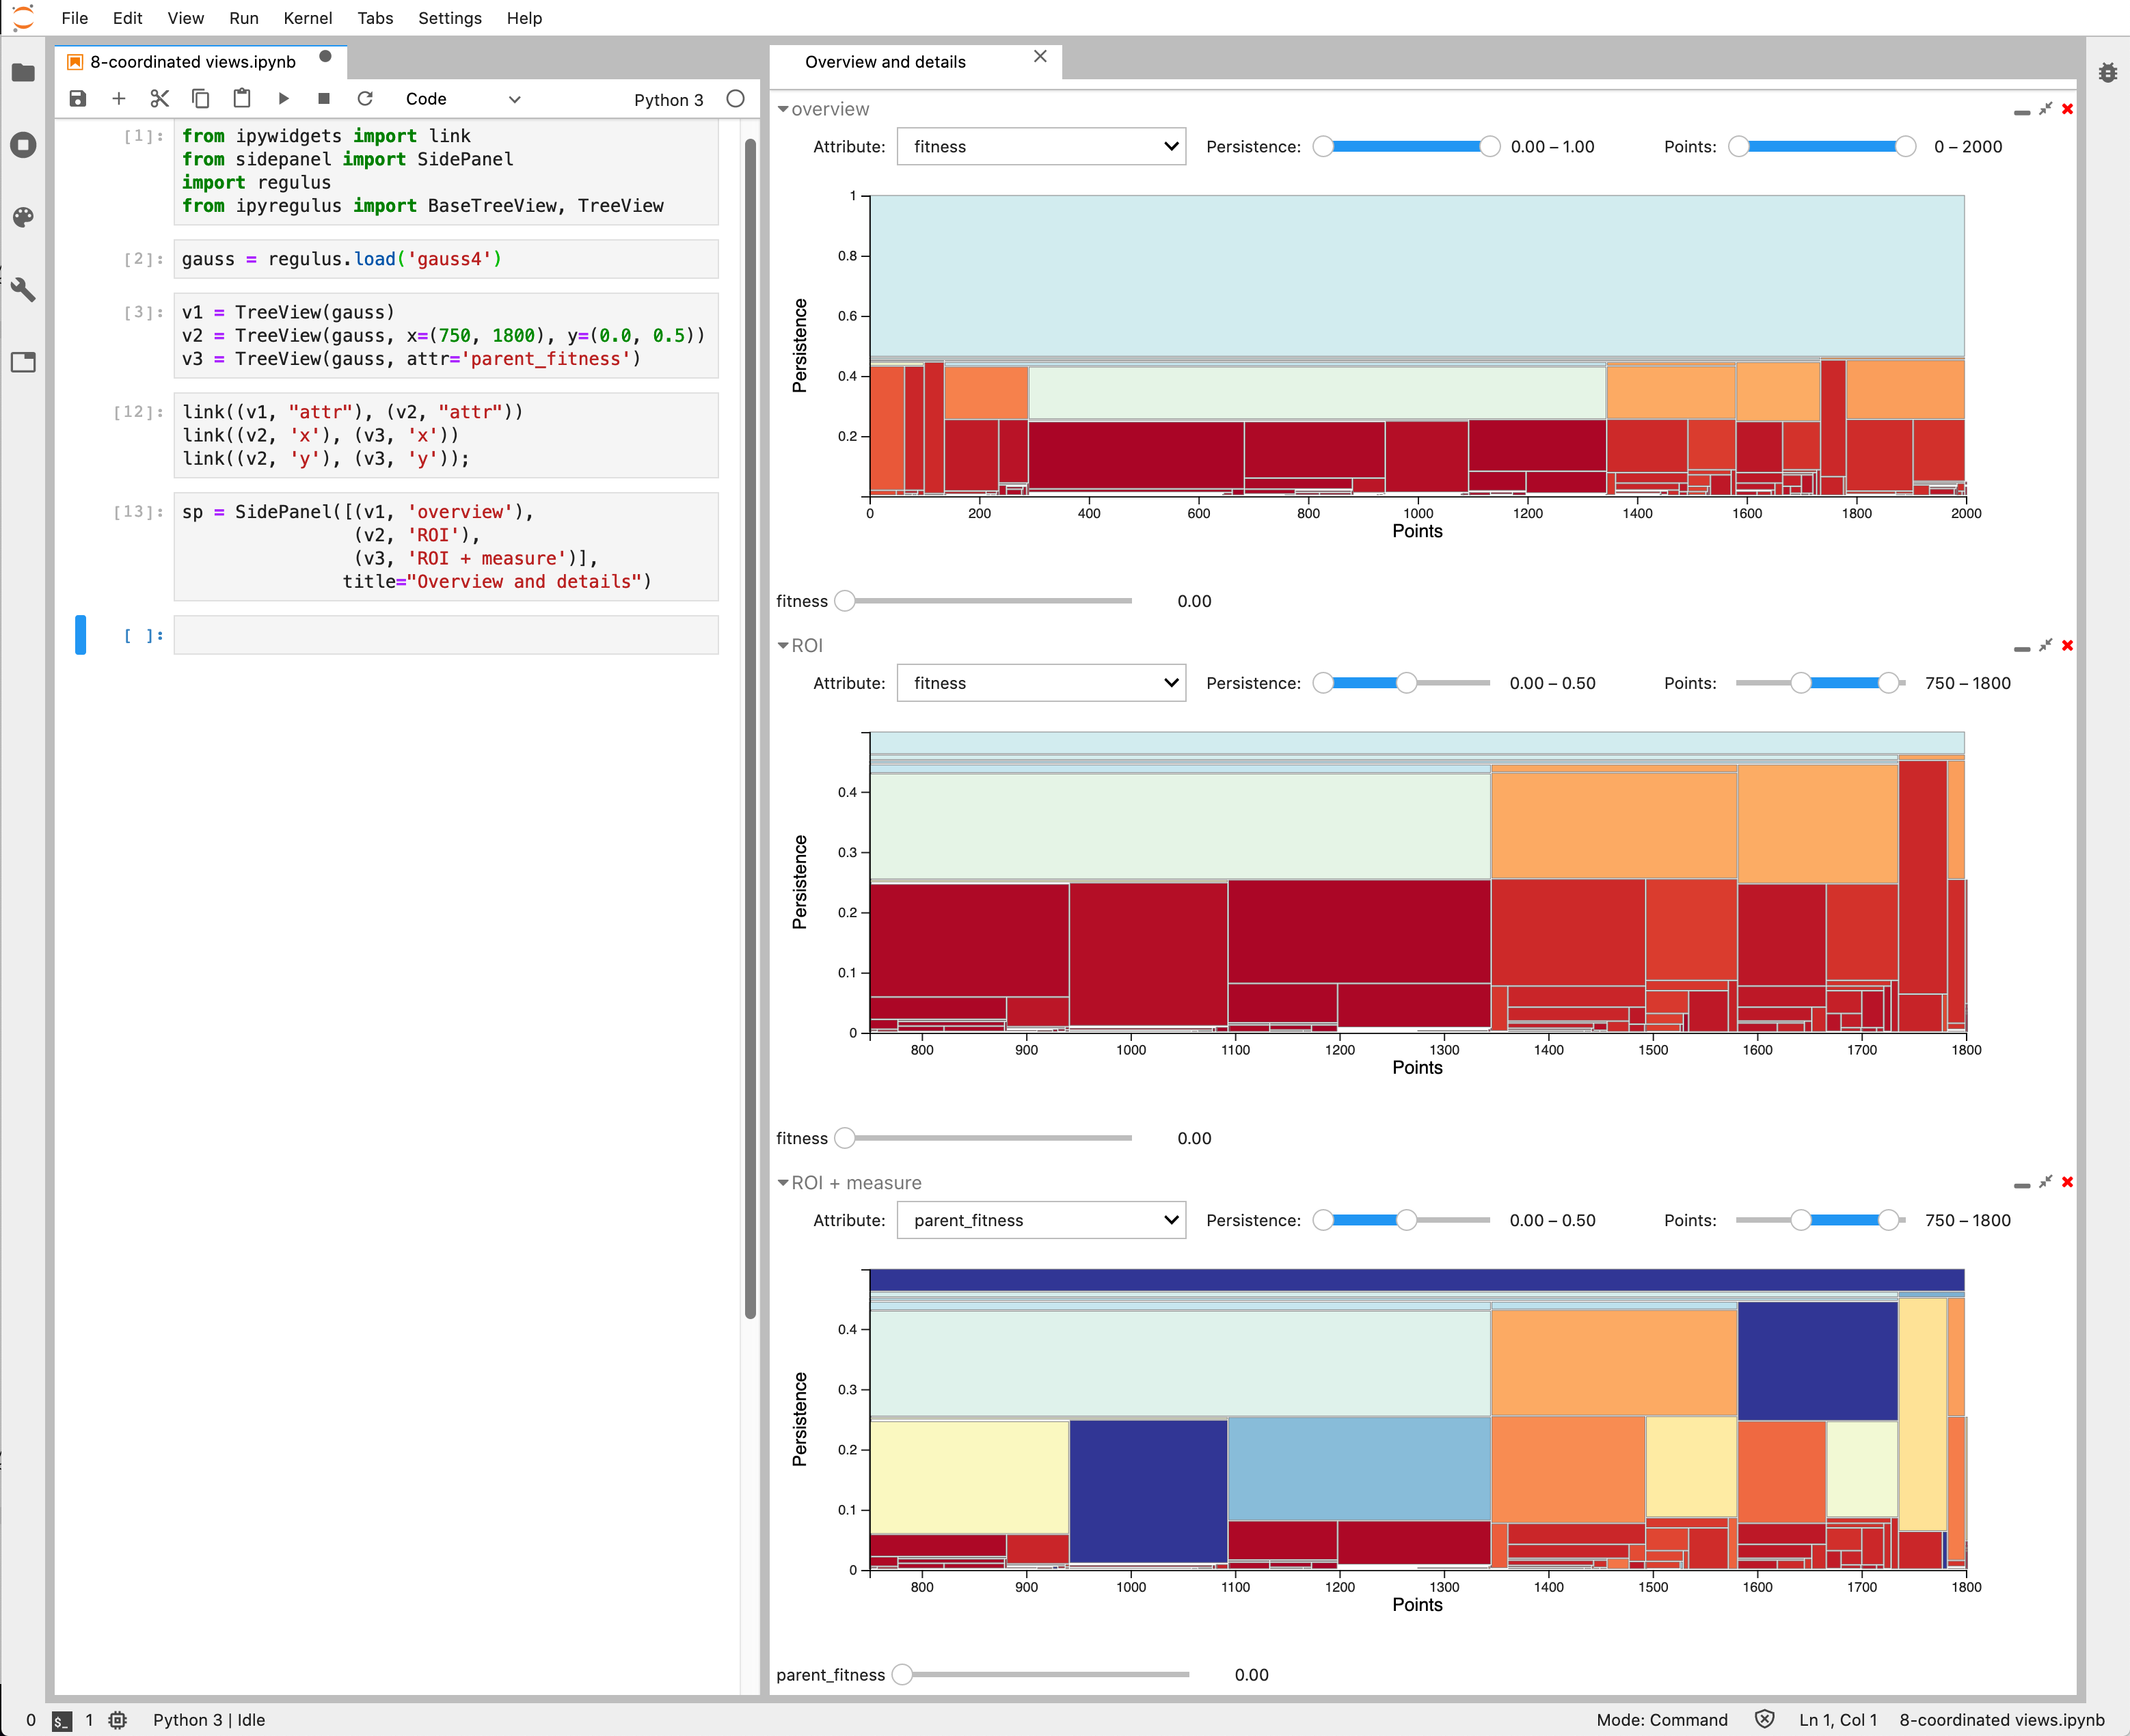 File Edit View Run Kernel Tabs Settings Help
8-coordinated views.ipynb
Code
Python 3
[1]:
from ipywidgets import link
from sidepanel import SidePanel
import regulus
from ipyregulus import BaseTreeView, TreeView
[2]:
gauss = regulus.load('gauss4')
[3]:
v1 = TreeView(gauss)
v2 = TreeView(gauss, x=(750, 1800), y=(0.0, 0.5))
v3 = TreeView(gauss, attr='parent_fitness')
[12]:
link((v1, "attr"), (v2, "attr"))
link((v2, 'x'), (v3, 'x'))
link((v2, 'y'), (v3, 'y'));
[13]:
sp = SidePanel([(v1, 'overview'),
(v2, 'ROI'),
(v3, 'ROI + measure')],
title="Overview and details")
[ ]:
Overview and details
overview
Attribute: fitness Persistence: 0.00 – 1.00 Points: 0 – 2000
1
0.8
0.6
0.4
0.2
Persistence
0 200 400 600 800 1000 1200 1400 1600 1800 2000
Points
fitness 0.00
ROI
Attribute: fitness Persistence: 0.00 – 0.50 Points: 750 – 1800
0.4
0.3
0.2
0.1
0
Persistence
800 900 1000 1100 1200 1300 1400 1500 1600 1700 1800
Points
fitness 0.00
ROI + measure
Attribute: parent_fitness Persistence: 0.00 – 0.50 Points: 750 – 1800
0.4
0.3
0.2
0.1
0
Persistence
800 900 1000 1100 1200 1300 1400 1500 1600 1700 1800
Points
parent_fitness 0.00
0 $_ 1 Python 3 | Idle Mode: Command Ln 1, Col 1 8-coordinated views.ipynb